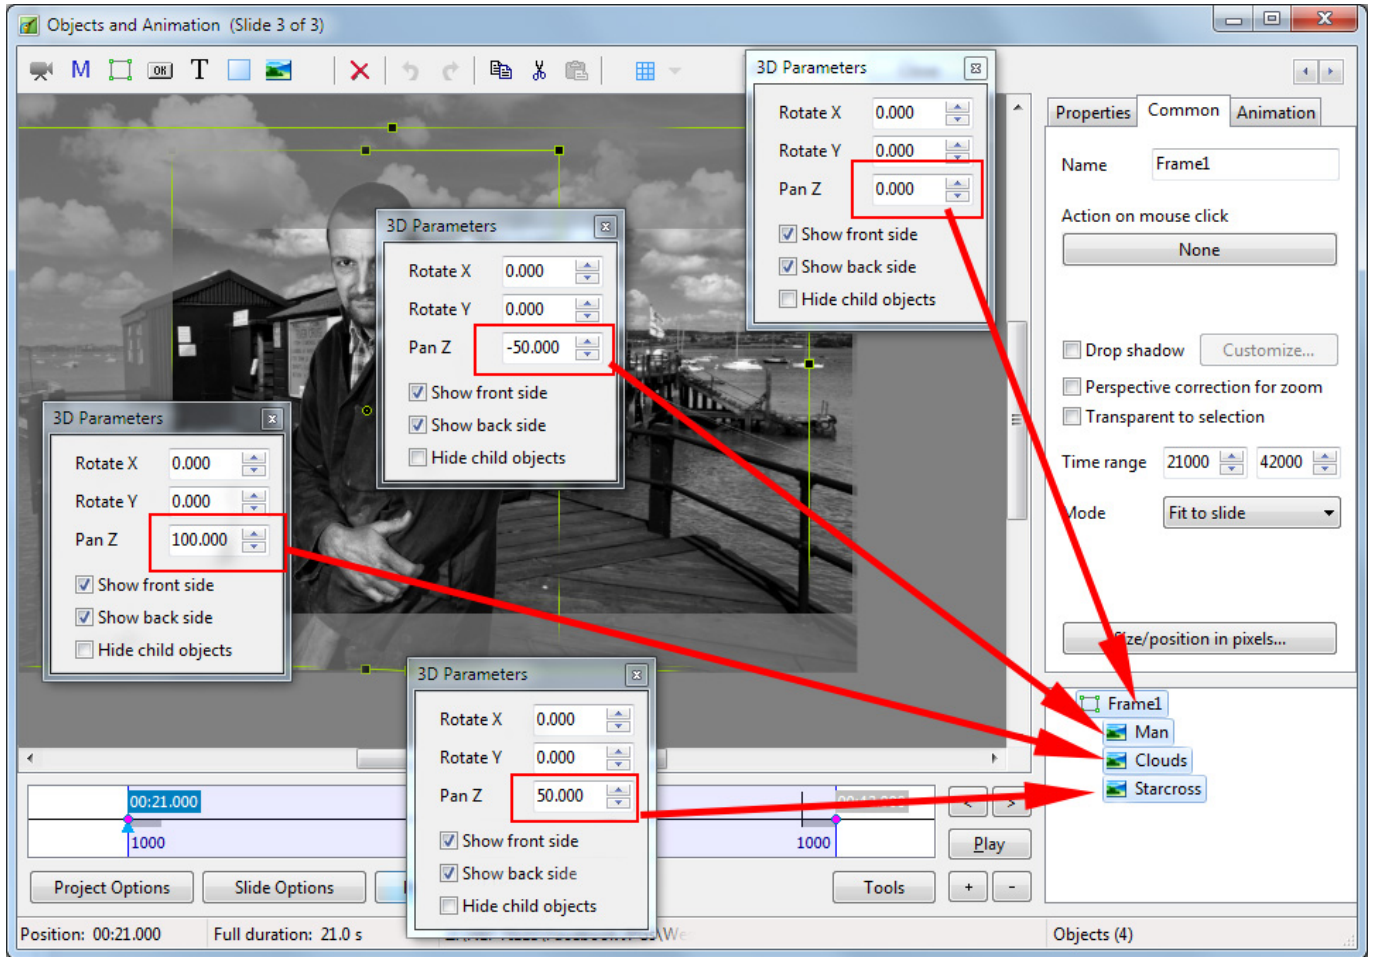 Objects and Animation (Slide 3 of 3)
M OK T
3D Parameters
Rotate X 0.000
Rotate Y 0.000
Pan Z 0.000
Show front side
Show back side
Hide child objects
3D Parameters
Rotate X 0.000
Rotate Y 0.000
Pan Z -50.000
Show front side
Show back side
Hide child objects
3D Parameters
Rotate X 0.000
Rotate Y 0.000
Pan Z 100.000
Show front side
Show back side
Hide child objects
3D Parameters
Rotate X 0.000
Rotate Y 0.000
Pan Z 50.000
Show front side
Show back side
Hide child objects
Properties Common Animation
Name Frame1
Action on mouse click
None
Drop shadow Customize...
Perspective correction for zoom
Transparent to selection
Time range 21000 42000
Mode Fit to slide
Size/position in pixels...
Frame1
Man
Clouds
Starcross
00:21.000
1000 1000
< >
Play
Project Options Slide Options Tools + -
Position: 00:21.000 Full duration: 21.0 s Objects (4)